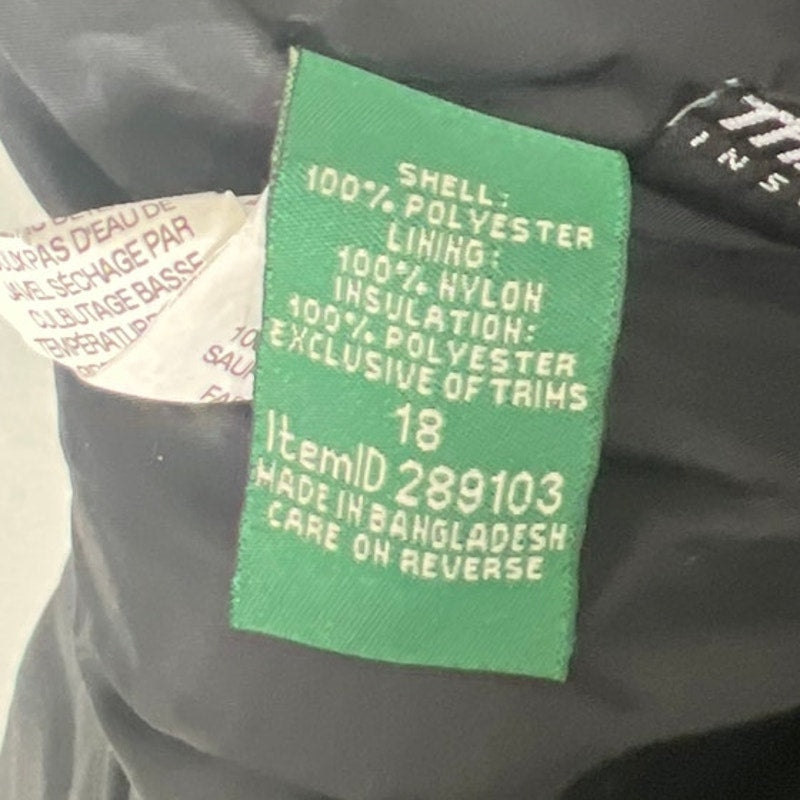 SHELL:
100% POLYESTER
LINING:
100% NYLON
INSULATION:
100% POLYESTER
EXCLUSIVE OF TRIMS
18
ItemID 289103
MADE IN BANGLADESH
CARE ON REVERSE
PAS D'EAU DE
JAVEL SÉCHAGE PAR
CULBUTAGE BASSE